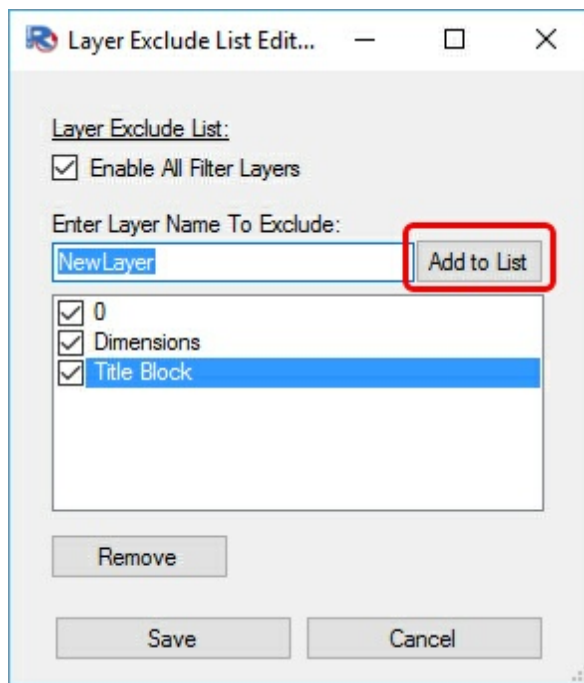 Layer Exclude List Edit...
Layer Exclude List:
Enable All Filter Layers
Enter Layer Name To Exclude:
NewLayer Add to List
0
Dimensions
Title Block
Remove
Save Cancel